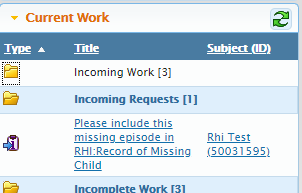 Current Work
Type Title Subject (ID)
Incoming Work [3]
Incoming Requests [1]
Please include this
missing episode in
RHI:Record of Missing
Child
Rhi Test
(50031595)
Incomplete Work [3]